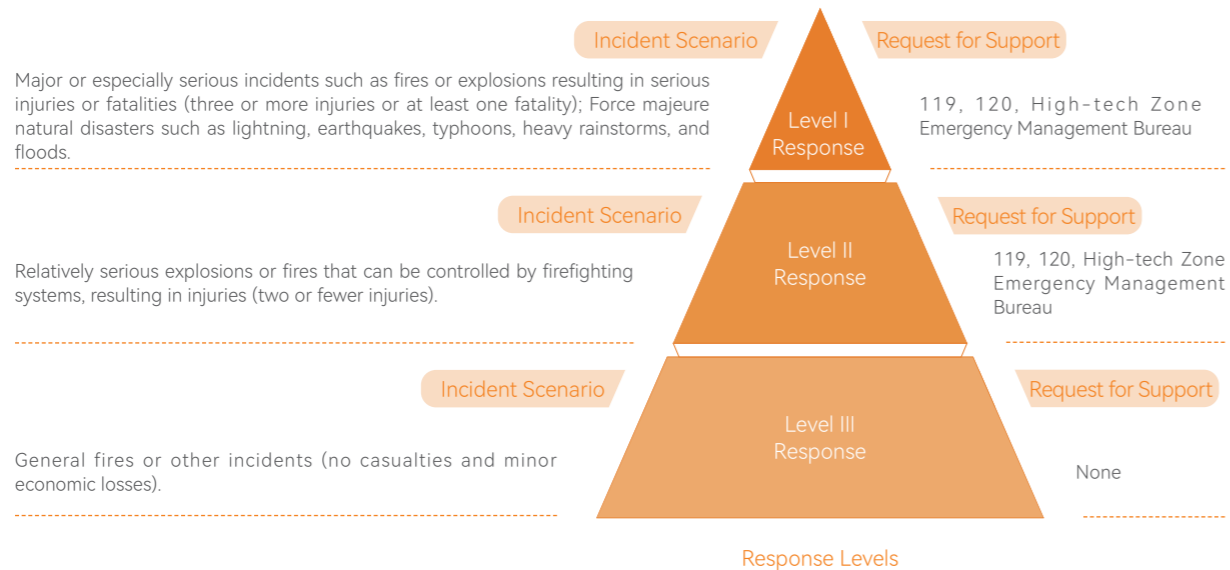 Incident Scenario
Request for Support
Major or especially serious incidents such as fires or explosions resulting in serious
injuries or fatalities (three or more injuries or at least one fatality); Force majeure
natural disasters such as lightning, earthquakes, typhoons, heavy rainstorms, and
floods.
Level I
Response
119, 120, High-tech Zone
Emergency Management Bureau
Incident Scenario
Request for Support
Relatively serious explosions or fires that can be controlled by firefighting
systems, resulting in injuries (two or fewer injuries).
Level II
Response
119, 120, High-tech Zone
Emergency Management
Bureau
Incident Scenario
Request for Support
General fires or other incidents (no casualties and minor
economic losses).
Level III
Response
None
Response Levels